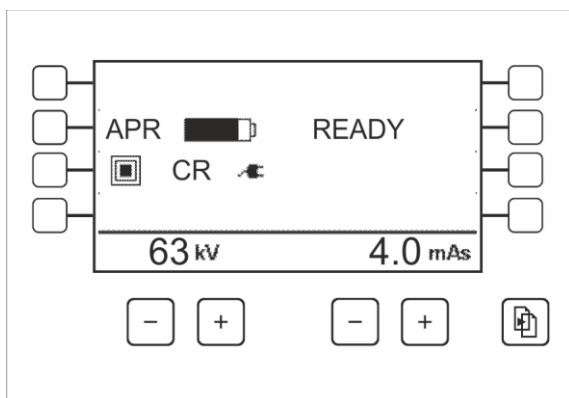 APR READY
CR
63 kV 4.0 mAs
- + - +